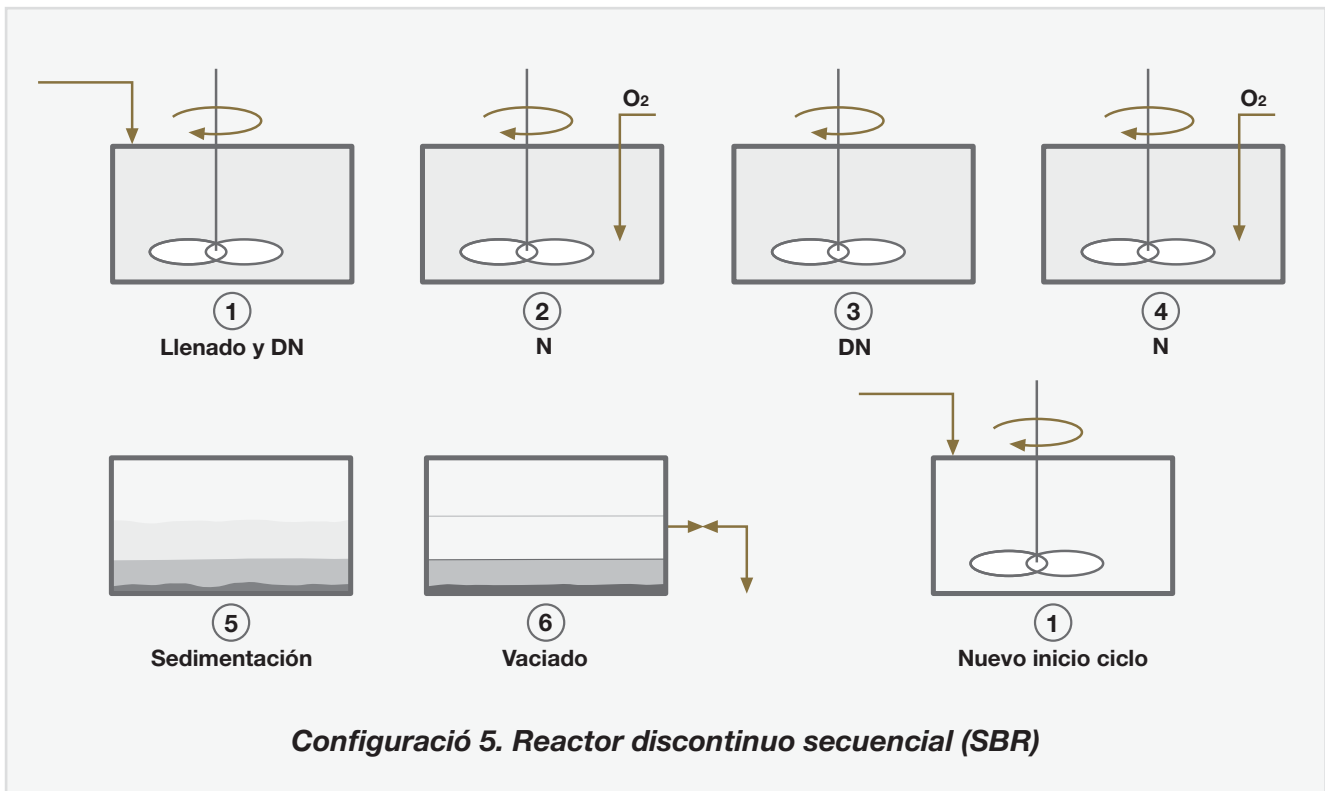 O2
O2
1
2
3
4
Llenado y DN
N
DN
N
5
6
1
Sedimentación
Vaciado
Nuevo inicio ciclo
Configuració 5. Reactor discontinuo secuencial (SBR)